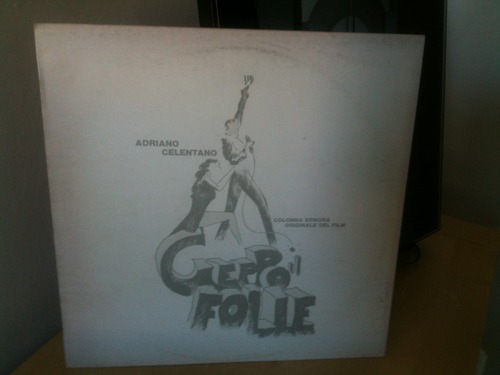 ADRIANO
CELENTANO
COLONNA SONORA
ORIGINALE DEL FILM
GEPPO il
FOLLE